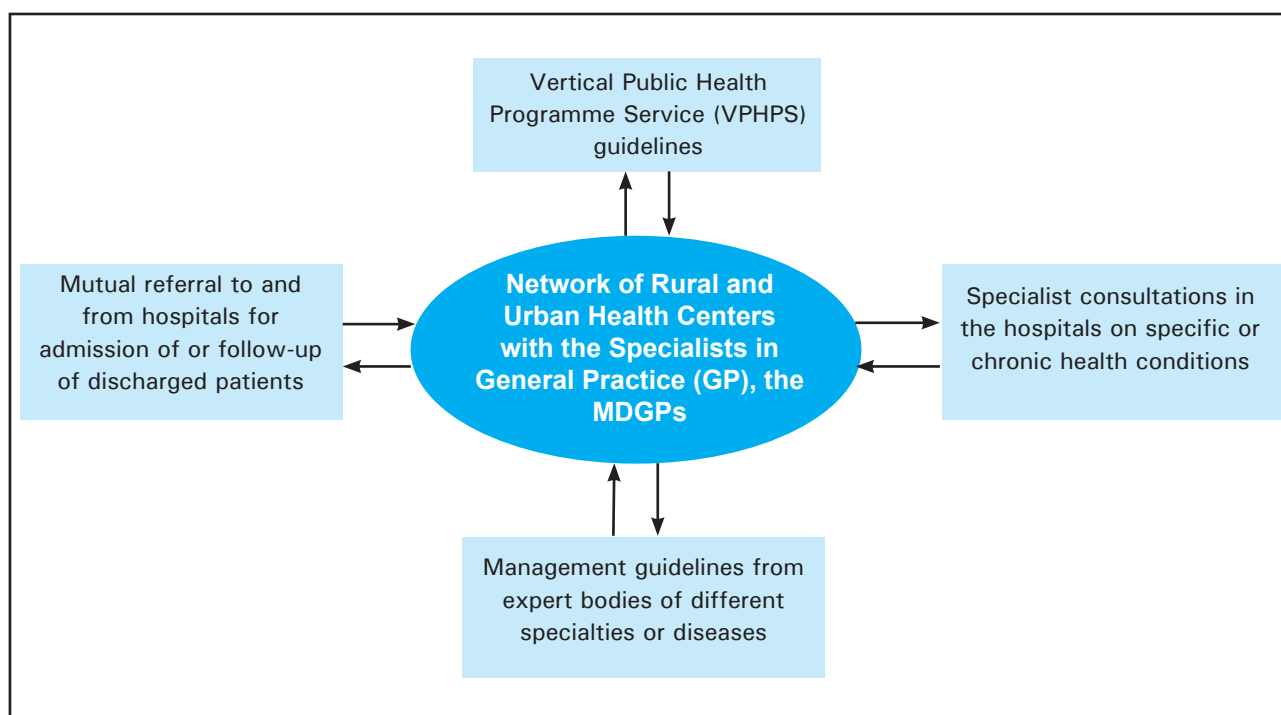 Vertical Public Health
Programme Service (VPHPS)
guidelines
Mutual referral to and
from hospitals for
admission of or follow-up
of discharged patients
Network of Rural and
Urban Health Centers
with the Specialists in
General Practice (GP), the
MDGPs
Specialist consultations in
the hospitals on specific or
chronic health conditions
Management guidelines from
expert bodies of different
specialties or diseases